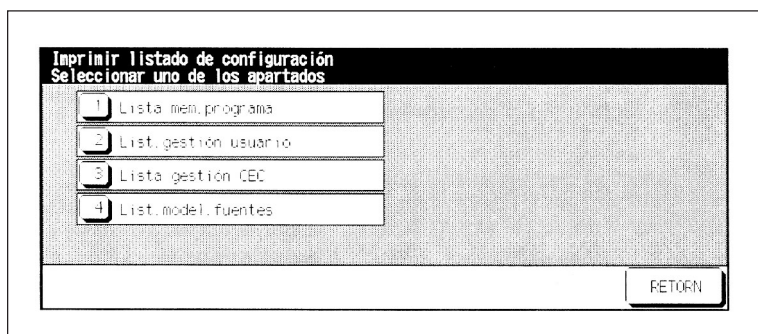 Imprimir listado de configuración
Seleccionar uno de los apartados
1 Lista mem.programa
2 List.gestión usuario
3 Lista gestión CEC
4 List.model.fuentes
RETORN